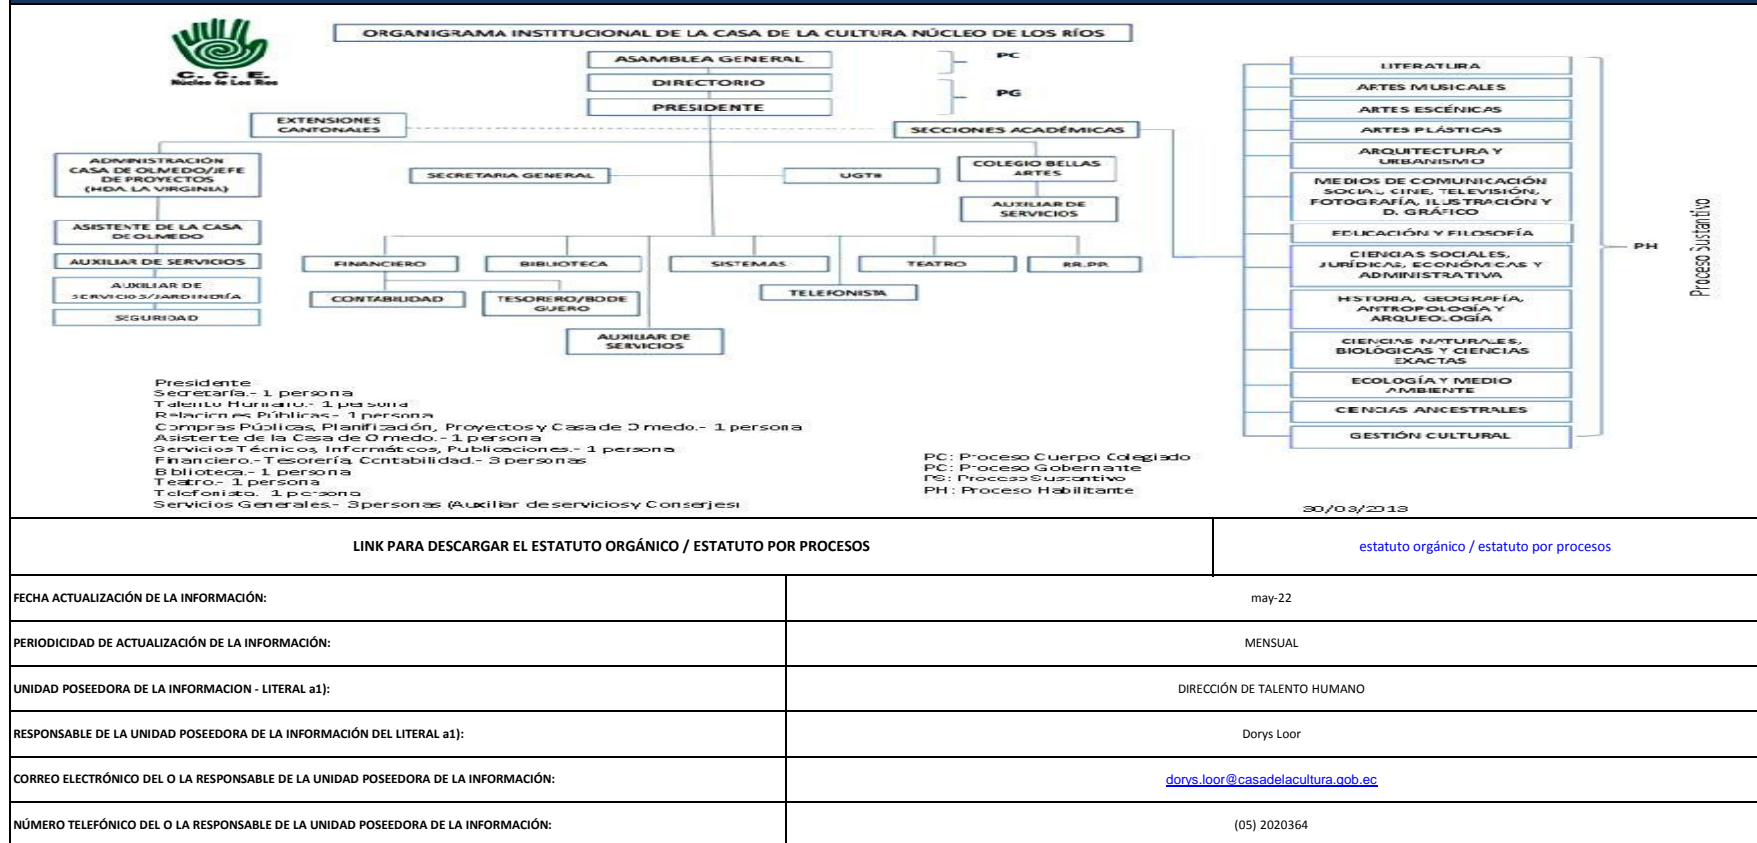 ORGANIGRAMA INSTITUCIONAL DE LA CASA DE LA CULTURA NÚCLEO DE LOS RÍOS
C. C. E.
Núcleo de Los Ríos
ASAMBLEA GENERAL
PC
DIRECTORIO
PG
PRESIDENTE
EXTENSIONES
CANTONALES
SECCIONES ACADÉMICAS
ADMINISTRACIÓN
CASA DE OLMEDO/JEFE
DE PROYECTOS
(HDA. LA VIRGINIA)
SECRETARIA GENERAL
UGTH
COLEGIO BELLAS
ARTES
AUXILIAR DE
SERVICIOS
ASISTENTE DE LA CASA
DE OLMEDO
AUXILIAR DE SERVICIOS
AUXILIAR DE
SERVICIOS/JARDINERÍA
SEGURIDAD
FINANCIERO
BIBLIOTECA
SISTEMAS
TEATRO
RR.PP.
CONTABILIDAD
TESORERO/BODE
GUERO
TELEFONISTA
AUXILIAR DE
SERVICIOS
LITERATURA
ARTES MUSICALES
ARTES ESCÉNICAS
ARTES PLÁSTICAS
ARQUITECTURA Y
URBANISMO
MEDIOS DE COMUNICACIÓN
SOCIAL, CINE, TELEVISIÓN,
FOTOGRAFÍA, ILUSTRACIÓN Y
D. GRÁFICO
EDUCACIÓN Y FILOSOFÍA
CIENCIAS SOCIALES,
JURÍDICAS, ECONÓMICAS Y
ADMINISTRATIVA
HISTORIA, GEOGRAFÍA,
ANTROPOLOGÍA Y
ARQUEOLOGÍA
CIENCIAS NATURALES,
BIOLÓGICAS Y CIENCIAS
EXACTAS
ECOLOGÍA Y MEDIO
AMBIENTE
CIENCIAS ANCESTRALES
GESTIÓN CULTURAL
PH
Proceso Sustantivo
Presidente
Secretaría.- 1 persona
Talento Humano.- 1 persona
Relaciones Públicas.- 1 persona
Compras Públicas, Planificación, Proyectos y Casa de Olmedo.- 1 persona
Asistente de la Casa de Olmedo.- 1 persona
Servicios Técnicos, Informáticos, Publicaciones.- 1 persona
Financiero.- Tesorería, Contabilidad.- 3 personas
Biblioteca.- 1 persona
Teatro.- 1 persona
Telefonista. 1 persona
Servicios Generales.- 3personas (Auxiliar de servicios y Conserjes)
PC: Proceso Cuerpo Colegiado
PC: Proceso Gobernante
PS: Proceso Sustantivo
PH: Proceso Habilitante
30/03/2013
LINK PARA DESCARGAR EL ESTATUTO ORGÁNICO / ESTATUTO POR PROCESOS
estatuto orgánico / estatuto por procesos
FECHA ACTUALIZACIÓN DE LA INFORMACIÓN:
may-22
PERIODICIDAD DE ACTUALIZACIÓN DE LA INFORMACIÓN:
MENSUAL
UNIDAD POSEEDORA DE LA INFORMACION - LITERAL a1):
DIRECCIÓN DE TALENTO HUMANO
RESPONSABLE DE LA UNIDAD POSEEDORA DE LA INFORMACIÓN DEL LITERAL a1):
Dorys Loor
CORREO ELECTRÓNICO DEL O LA RESPONSABLE DE LA UNIDAD POSEEDORA DE LA INFORMACIÓN:
dorys.loor@casadelacultura.gob.ec
NÚMERO TELEFÓNICO DEL O LA RESPONSABLE DE LA UNIDAD POSEEDORA DE LA INFORMACIÓN:
(05) 2020364